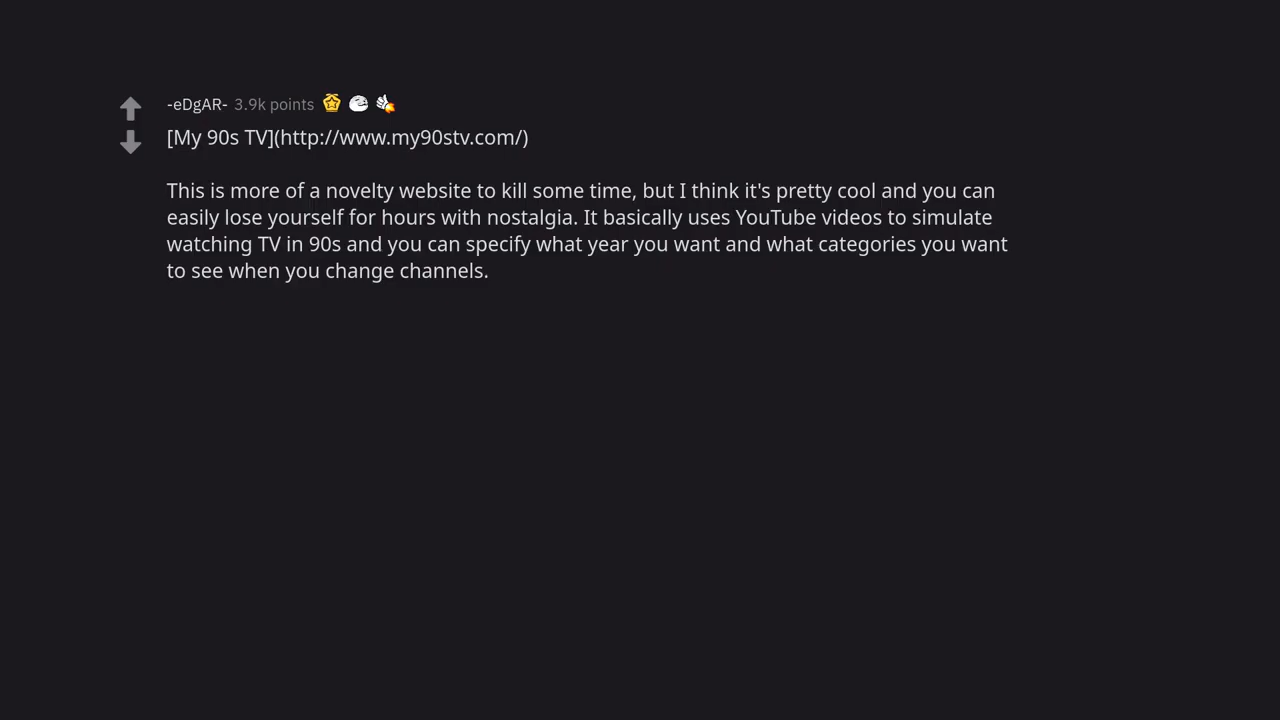 -eDgAR- 3.9k points
[My 90s TV](http://www.my90stv.com/)
This is more of a novelty website to kill some time, but I think it's pretty cool and you can
easily lose yourself for hours with nostalgia. It basically uses YouTube videos to simulate
watching TV in 90s and you can specify what year you want and what categories you want
to see when you change channels.